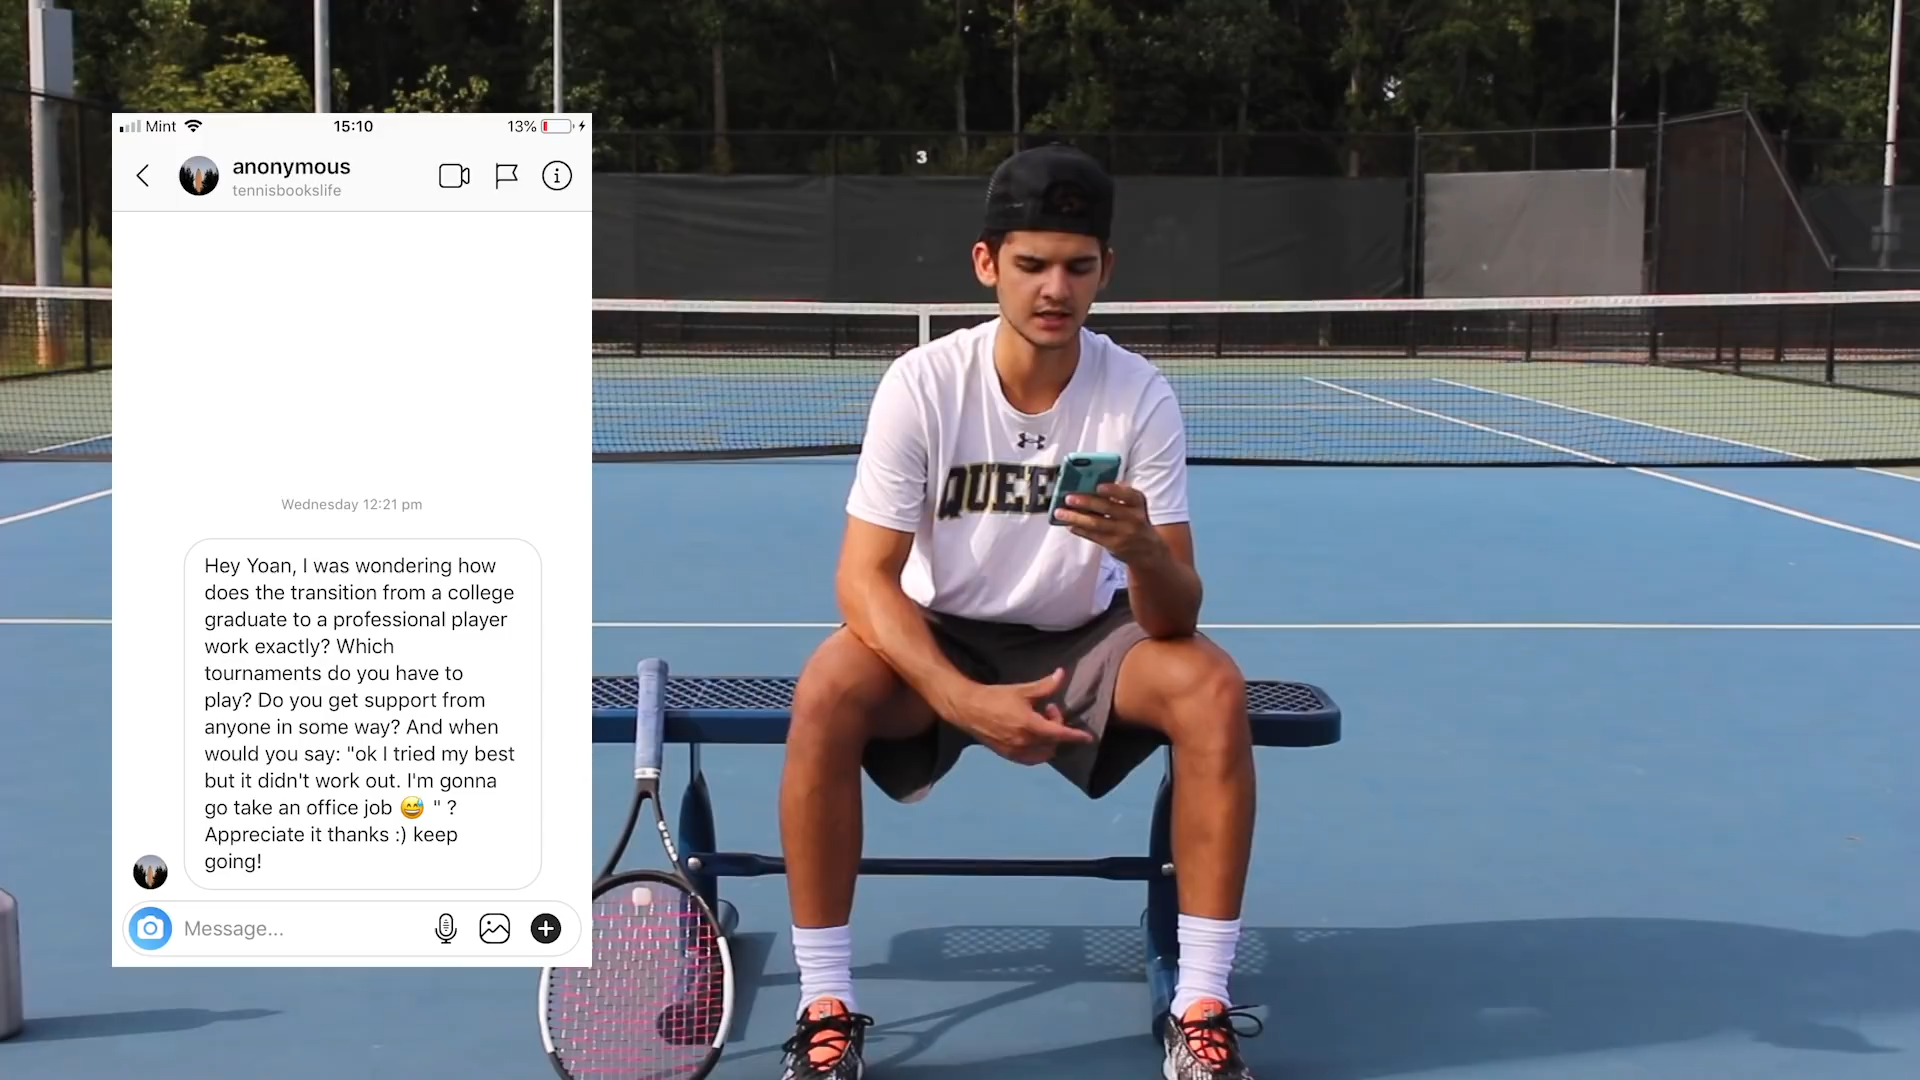 Mint
15:10
13%
anonymous
tennisbookslife
Wednesday 12:21 pm
Hey Yoan, I was wondering how
does the transition from a college
graduate to a professional player
work exactly? Which
tournaments do you have to
play? Do you get support from
anyone in some way? And when
would you say: "ok I tried my best
but it didn't work out. I'm gonna
go take an office job 😅 " ?
Appreciate it thanks :) keep
going!
Message...
3
QUEE